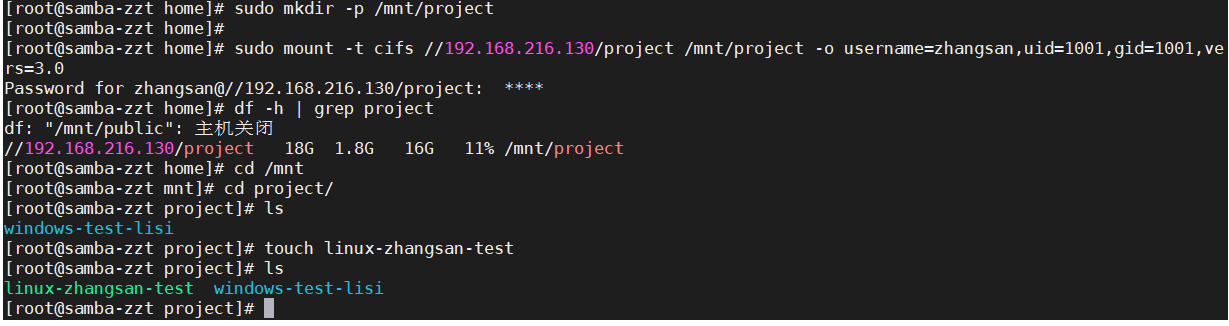 [root@samba-zzt home]# sudo mkdir -p /mnt/project
[root@samba-zzt home]#
[root@samba-zzt home]# sudo mount -t cifs //192.168.216.130/project /mnt/project -o username=zhangsan,uid=1001,gid=1001,ve
rs=3.0
Password for zhangsan@//192.168.216.130/project:  ****
[root@samba-zzt home]# df -h | grep project
df: "/mnt/public": 主机关闭
//192.168.216.130/project   18G  1.8G   16G   11% /mnt/project
[root@samba-zzt home]# cd /mnt
[root@samba-zzt mnt]# cd project/
[root@samba-zzt project]# ls
windows-test-lisi
[root@samba-zzt project]# touch linux-zhangsan-test
[root@samba-zzt project]# ls
linux-zhangsan-test  windows-test-lisi
[root@samba-zzt project]#